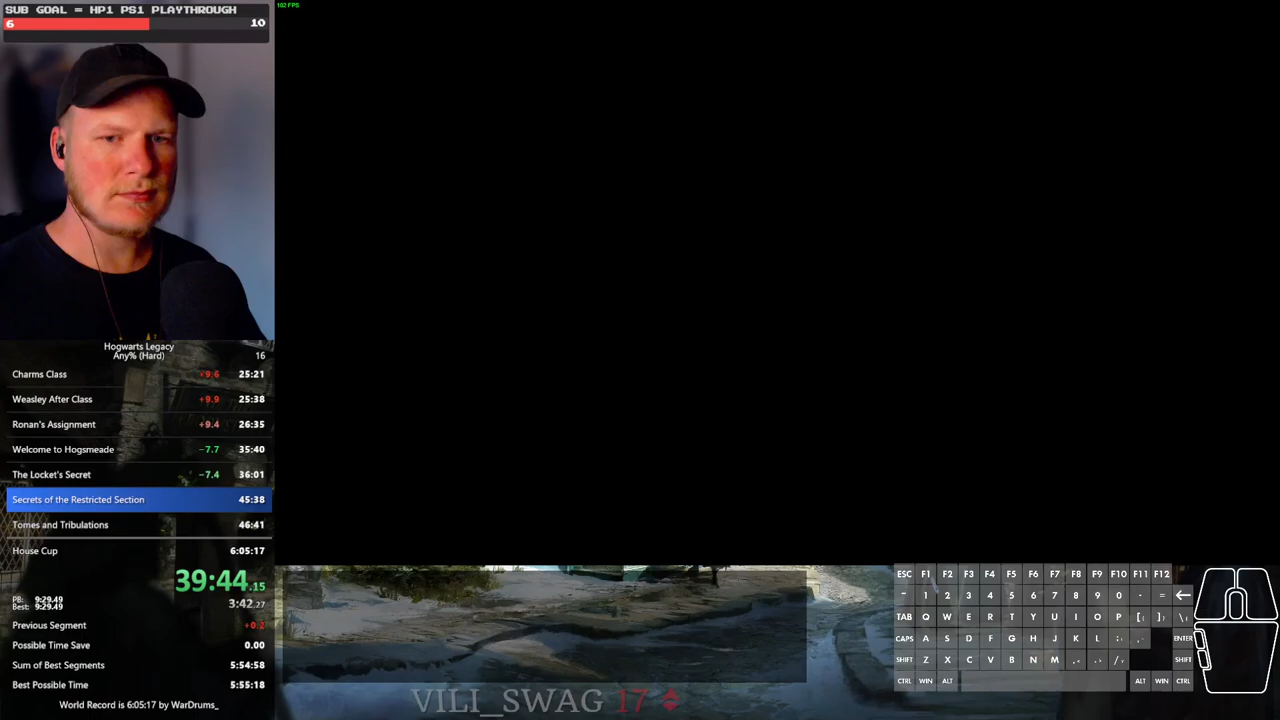 SUB GOAL = HP1 PS1 PLAYTHROUGH
6 10
102 FPS
Hogwarts Legacy
Any% (Hard) 16
Charms Class +9.6 25:21
Weasley After Class +9.9 25:38
Ronan's Assignment +9.4 26:35
Welcome to Hogsmeade −7.7 35:40
The Locket's Secret −7.4 36:01
Secrets of the Restricted Section 45:38
Tomes and Tribulations 46:41
House Cup 6:05:17
39:44.15
PB: 9:29.49
Best: 9:29.49
3:42.27
Previous Segment +0.2
Possible Time Save 0.00
Sum of Best Segments 5:54:58
Best Possible Time 5:55:18
World Record is 6:05:17 by WarDrums_
VILI_SWAG 17
ESC F1 F2 F3 F4 F5 F6 F7 F8 F9 F10 F11 F12
~ 1 2 3 4 5 6 7 8 9 0 - =
TAB Q W E R T Y U I O P [ ] \
CAPS A S D F G H J K L ; ENTER
SHIFT Z X C V B N M , . / SHIFT
CTRL WIN ALT ALT WIN CTRL